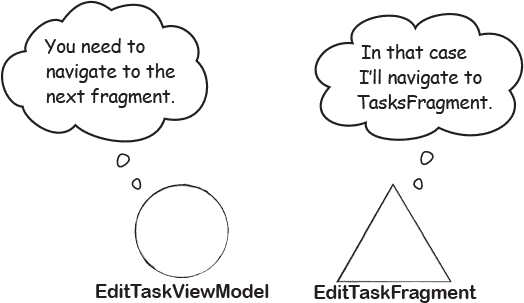 You need to
navigate to the
next fragment.
In that case
I'll navigate to
TasksFragment.
EditTaskViewModel
EditTaskFragment